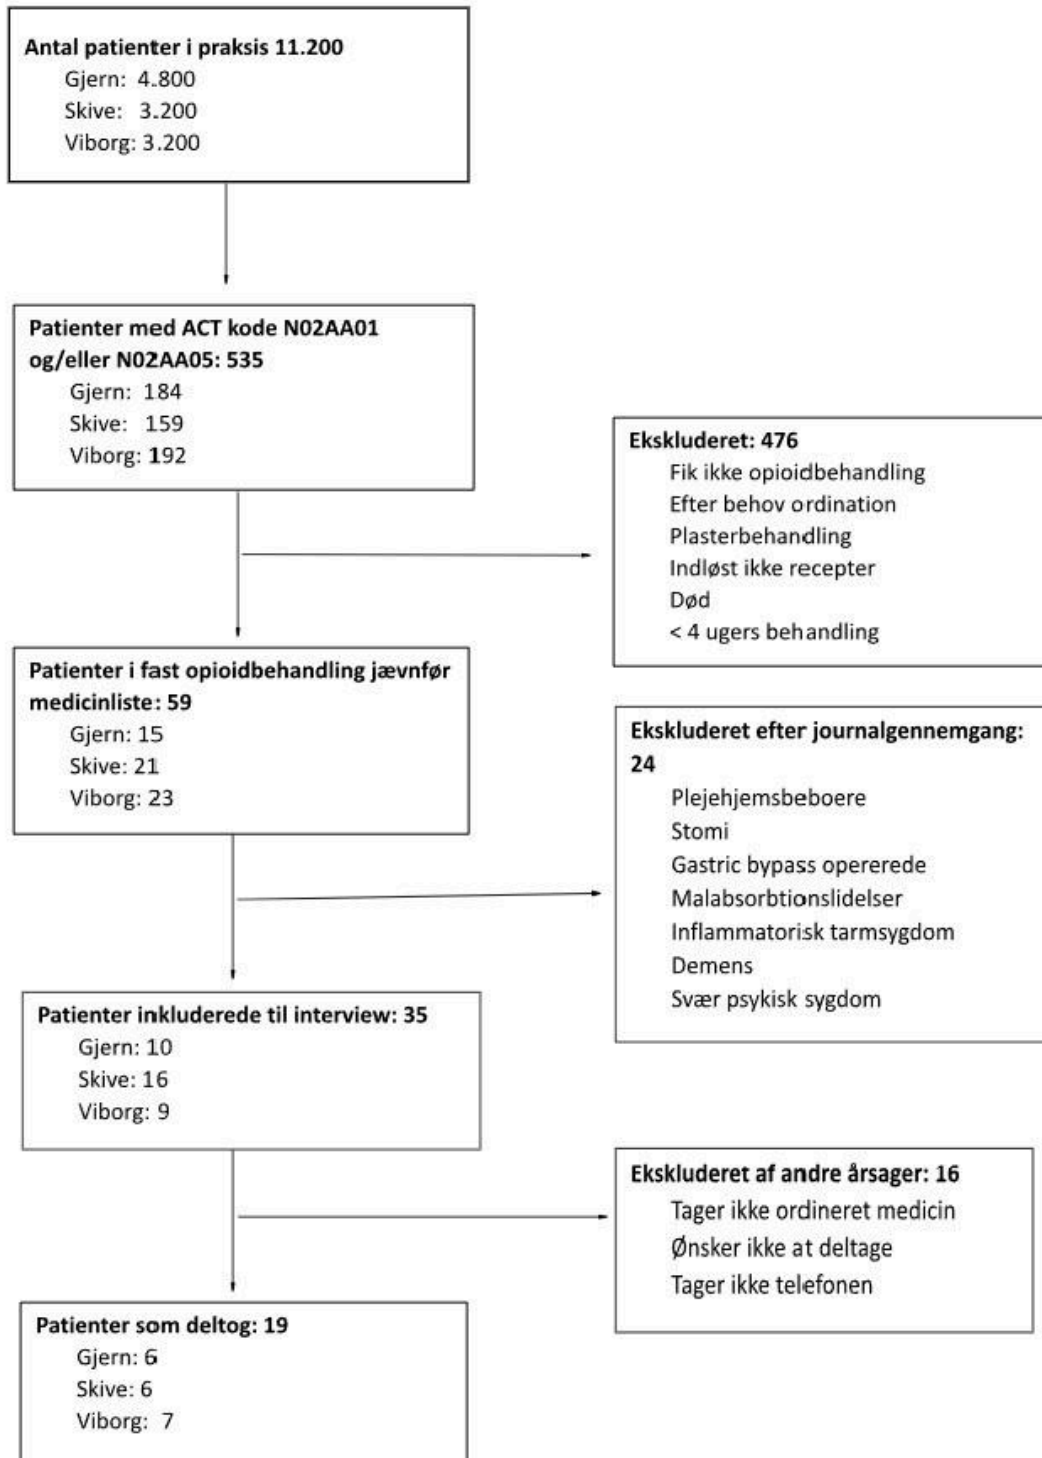 Antal patienter i praksis 11.200
Gjern: 4.800
Skive: 3.200
Viborg: 3.200
Patienter med ACT kode N02AA01
og/eller N02AA05: 535
Gjern: 184
Skive: 159
Viborg: 192
Ekskluderet: 476
Fik ikke opioidbehandling
Efter behov ordination
Plasterbehandling
Indløst ikke recepter
Død
< 4 ugers behandling
Patienter i fast opioidbehandling jævnfør
medicinliste: 59
Gjern: 15
Skive: 21
Viborg: 23
Ekskluderet efter journalgennemgang:
24
Plejehjemsbeboere
Stomi
Gastric bypass opererede
Malabsorbtionslidelser
Inflammatorisk tarmsygdom
Demens
Svær psykisk sygdom
Patienter inkluderede til interview: 35
Gjern: 10
Skive: 16
Viborg: 9
Ekskluderet af andre årsager: 16
Tager ikke ordineret medicin
Ønsker ikke at deltage
Tager ikke telefonen
Patienter som deltog: 19
Gjern: 6
Skive: 6
Viborg: 7